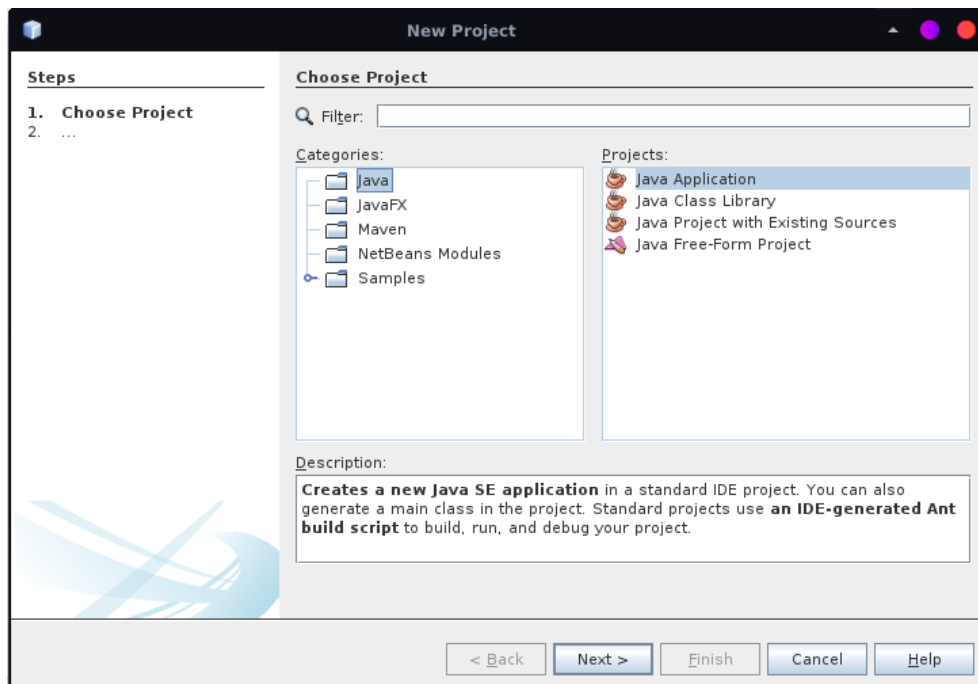 New Project
Steps
1. Choose Project
2. ...
Choose Project
Filter:
Categories:
Java
JavaFX
Maven
NetBeans Modules
Samples
Projects:
Java Application
Java Class Library
Java Project with Existing Sources
Java Free-Form Project
Description:
Creates a new Java SE application in a standard IDE project. You can also
generate a main class in the project. Standard projects use an IDE-generated Ant
build script to build, run, and debug your project.
< Back
Next >
Finish
Cancel
Help